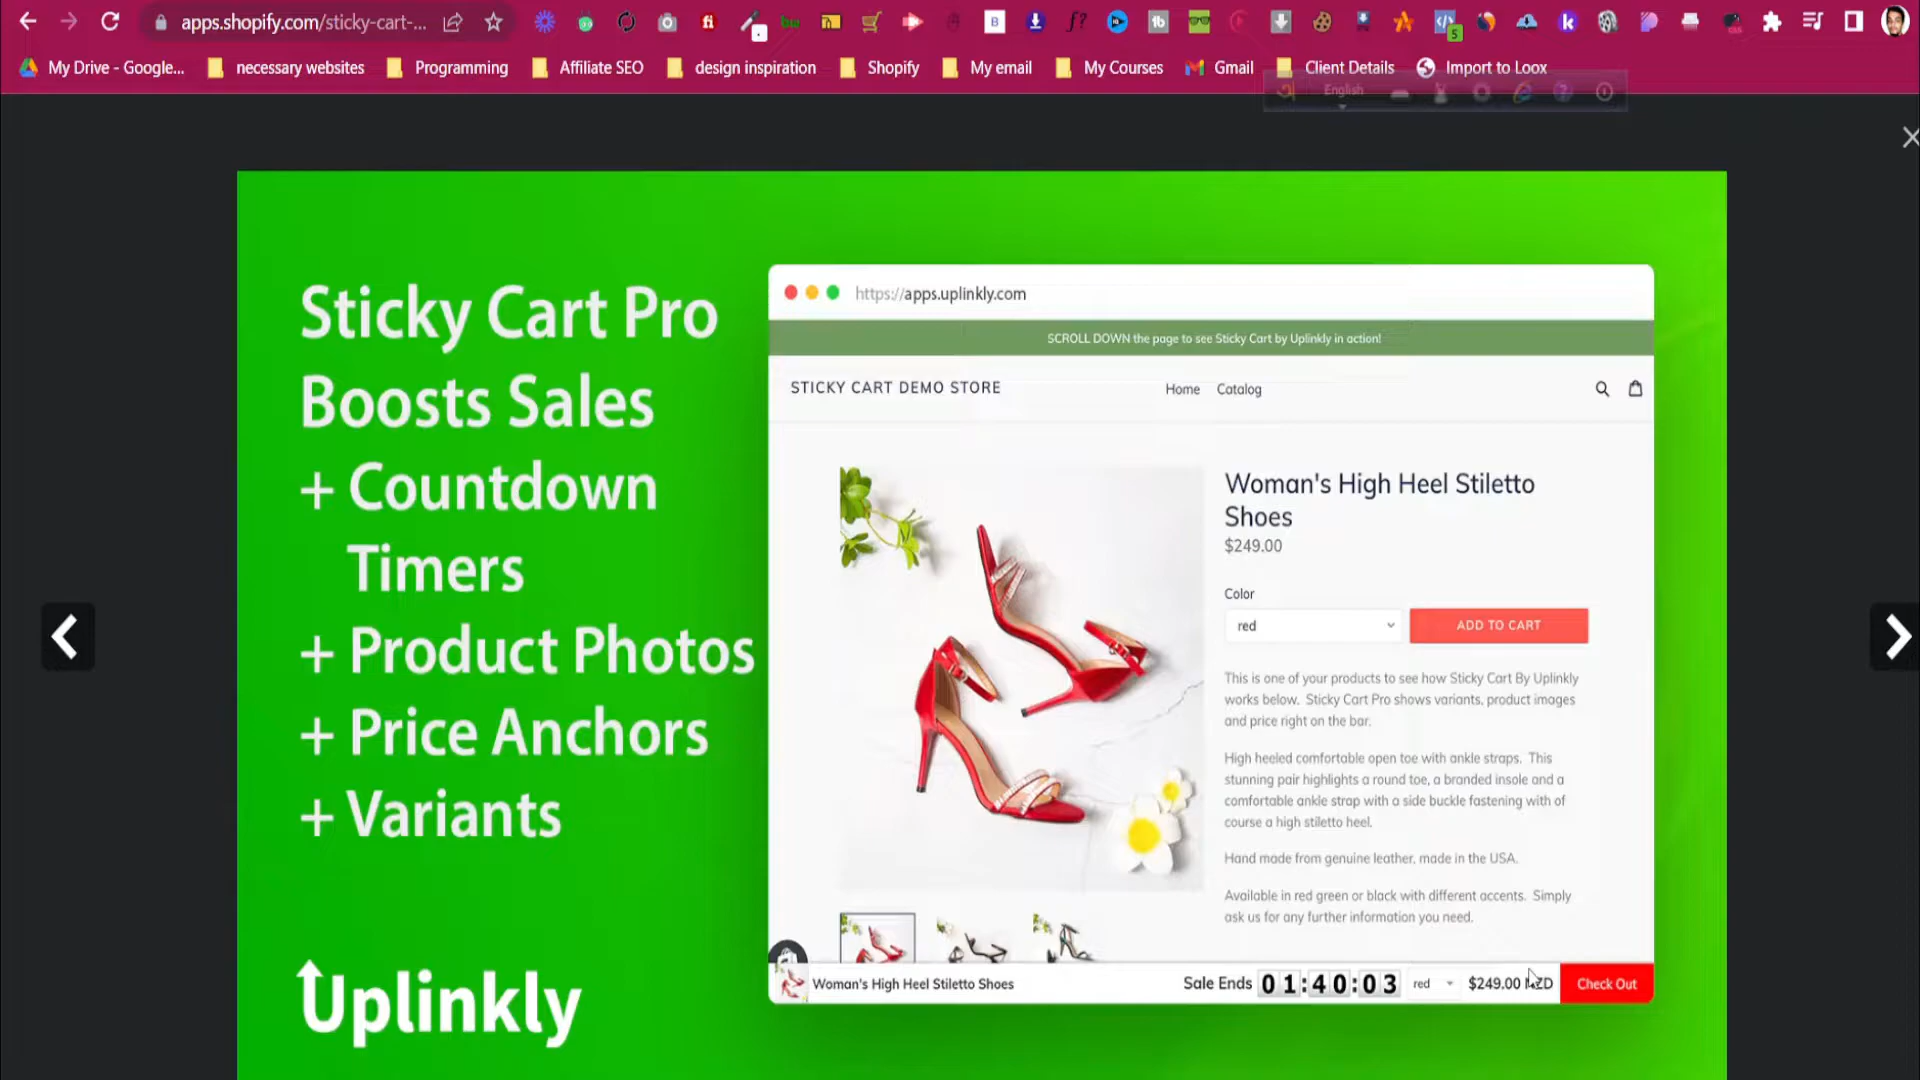 apps.shopify.com/sticky-cart-...
My Drive - Google...
necessary websites
Programming
Affiliate SEO
design inspiration
Shopify
My email
My Courses
Gmail
Client Details
Import to Loox
English
Sticky Cart Pro
Boosts Sales
+ Countdown
Timers
+ Product Photos
+ Price Anchors
+ Variants
Uplinkly
https://apps.uplinkly.com
SCROLL DOWN the page to see Sticky Cart by Uplinkly in action!
STICKY CART DEMO STORE
Home
Catalog
Woman's High Heel Stiletto
Shoes
$249.00
Color
red
ADD TO CART
This is one of your products to see how Sticky Cart By Uplinkly
works below. Sticky Cart Pro shows variants, product images
and price right on the bar.
High heeled comfortable open toe with ankle straps. This
stunning pair highlights a round toe, a branded insole and a
comfortable ankle strap with a side buckle fastening with of
course a high stiletto heel.
Hand made from genuine leather, made in the USA.
Available in red green or black with different accents. Simply
ask us for any further information you need.
Woman's High Heel Stiletto Shoes
Sale Ends 01:40:03
red
$249.00
Check Out